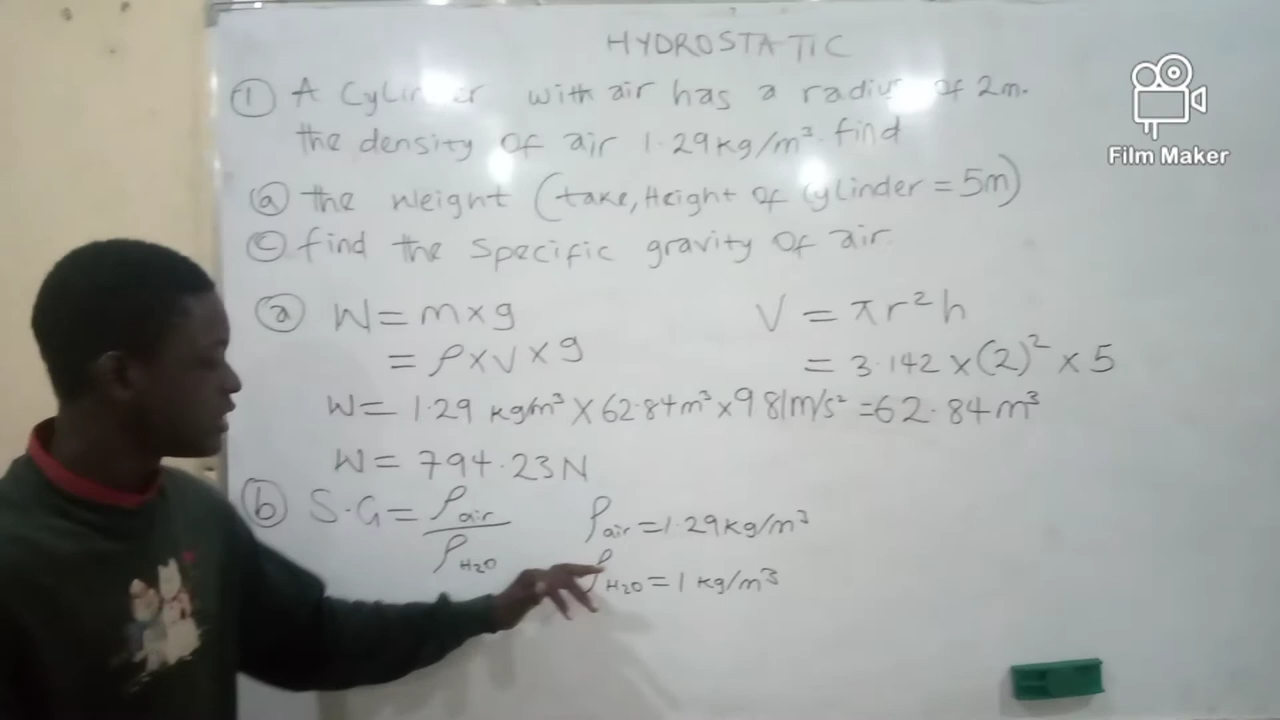 HYDROSTATIC
① A Cylinder with air has a radius of 2m.
the density of air 1.29kg/m³. find
ⓐ the weight (take, Height of Cylinder = 5m)
ⓒ find the specific gravity of air.
ⓐ W = m×g
= ρ×V×g
W = 1.29 kg/m³ × 62.84m³ × 9.81m/s²
W = 794.23N
V = πr²h
= 3.142 × (2)² × 5
= 62.84m³
ⓑ S.G = ρair / ρH₂O
ρair = 1.29kg/m³
ρH₂O = 1 kg/m³
Film Maker